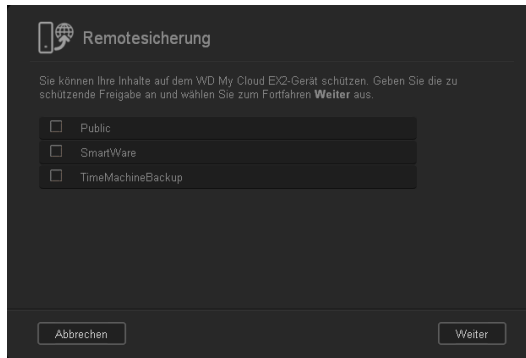 Remotesicherung
Sie können Ihre Inhalte auf dem WD My Cloud EX2-Gerät schützen. Geben Sie die zu
schützende Freigabe an und wählen Sie zum Fortfahren Weiter aus.
Public
SmartWare
TimeMachineBackup
Abbrechen
Weiter